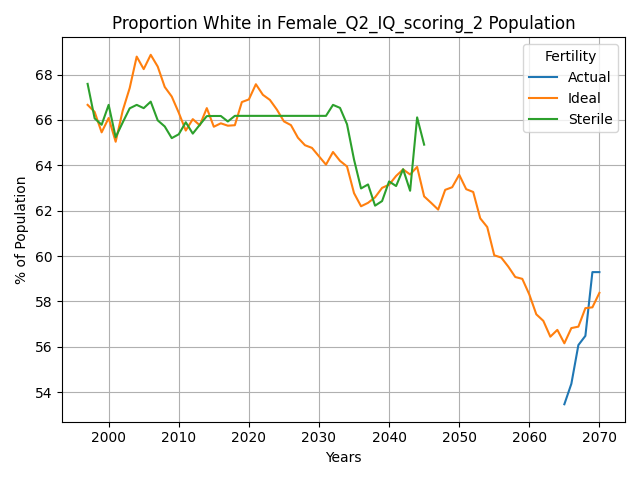 Proportion White in Female_Q2_IQ_scoring_2 Population
Fertility
Actual
Ideal
Sterile
% of Population
68
66
64
62
60
58
56
54
2000
2010
2020
2030
2040
2050
2060
2070
Years